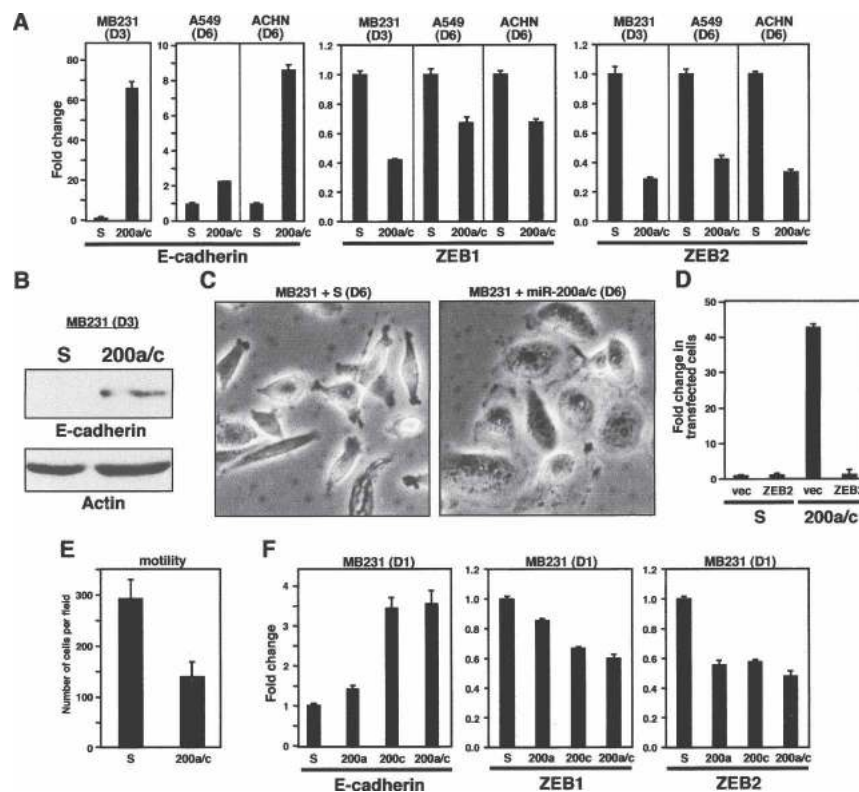 A
MB231 (D3)
A549 (D6)
ACHN (D6)
MB231 (D3)
A549 (D6)
ACHN (D6)
MB231 (D3)
A549 (D6)
ACHN (D6)
Fold change
80
60
40
20
0
10
8
6
4
2
0
1.2
1.0
0.8
0.6
0.4
0.2
0
1.2
1.0
0.8
0.6
0.4
0.2
0
S 200a/c S 200a/c S 200a/c
S 200a/c S 200a/c S 200a/c
S 200a/c S 200a/c S 200a/c
E-cadherin
ZEB1
ZEB2
B
MB231 (D3)
S 200a/c
E-cadherin
Actin
C
MB231 + S (D6)
MB231 + miR-200a/c (D6)
D
Fold change in
transfected cells
50
40
30
20
10
0
vec ZEB2 vec ZEB2
S 200a/c
E
motility
Number of cells per field
300
200
150
100
0
S 200a/c
F
MB231 (D1)
MB231 (D1)
MB231 (D1)
Fold change
4
3
2
1
0
1.2
1.0
0.8
0.6
0.4
0.2
0
1.2
1.0
0.8
0.6
0.4
0.2
0
S 200a 200c 200a/c
S 200a 200c 200a/c
S 200a 200c 200a/c
E-cadherin
ZEB1
ZEB2